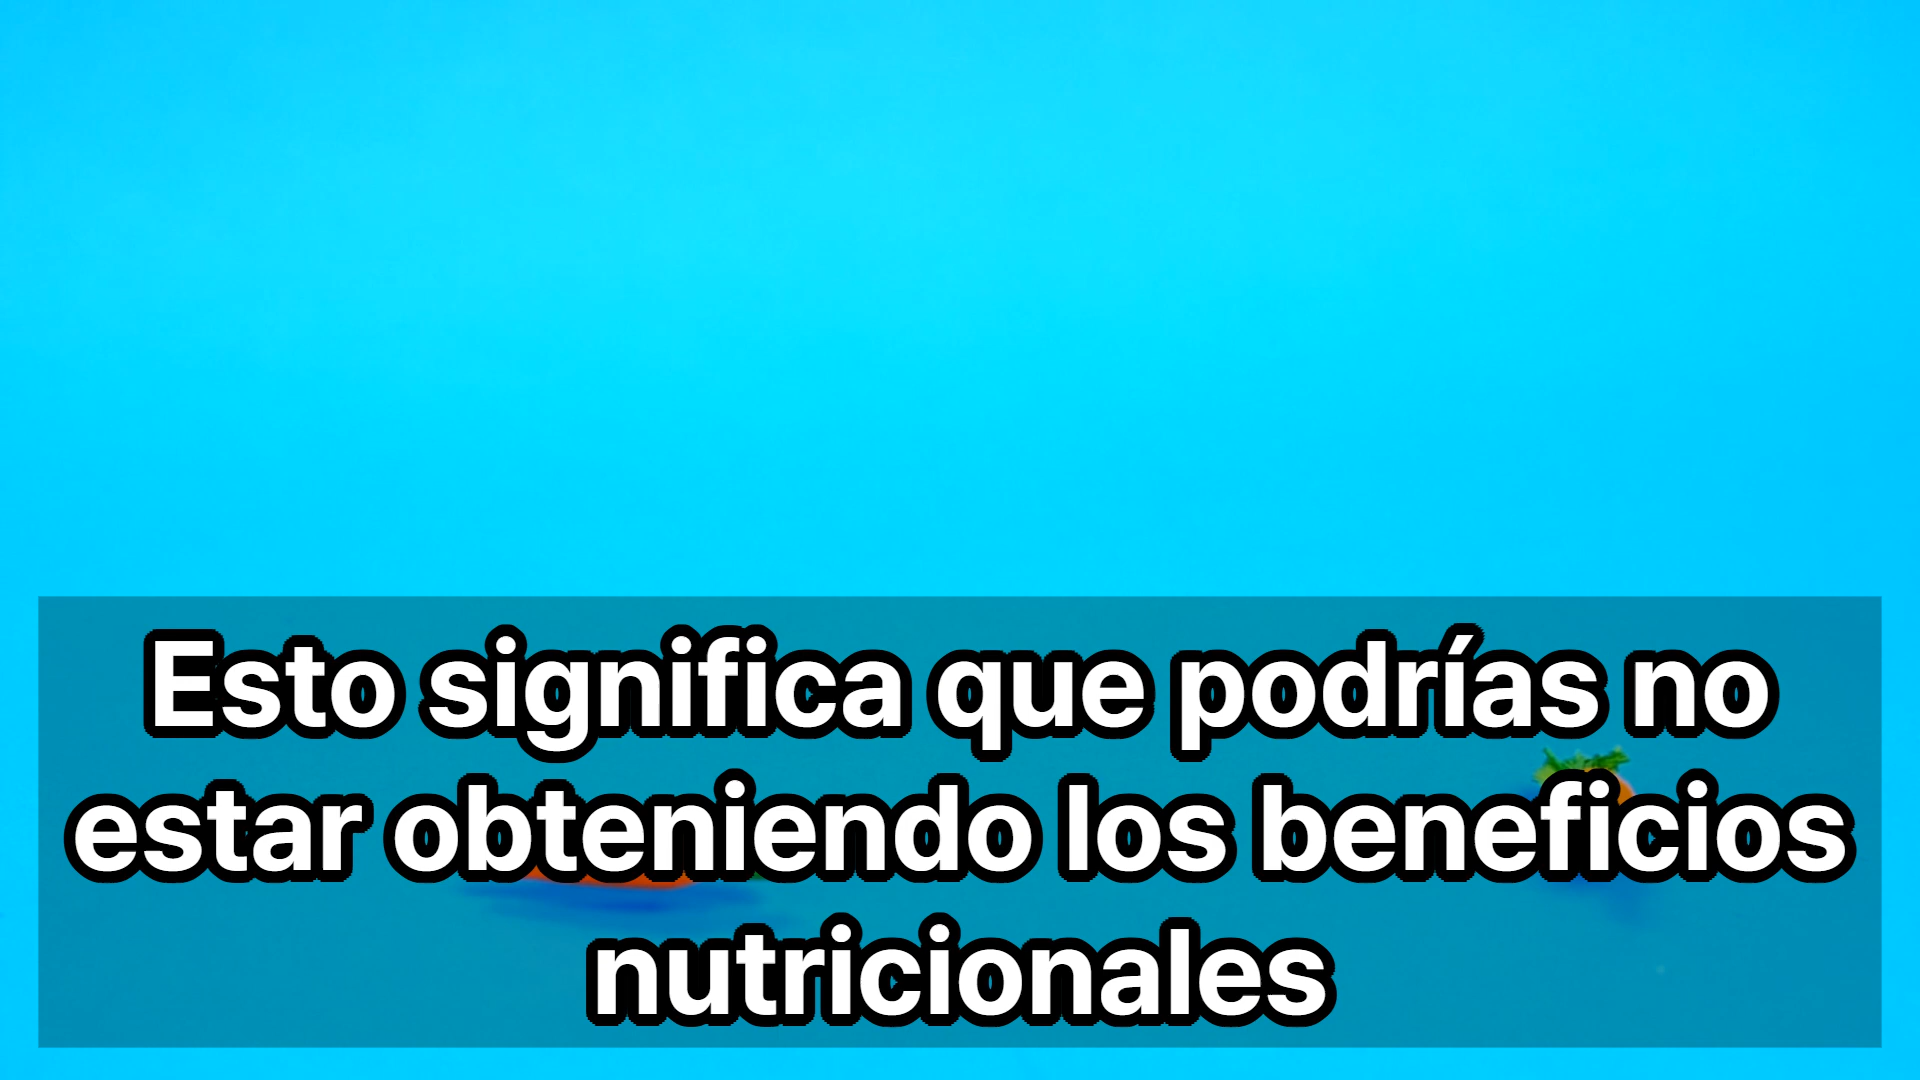 Esto significa que podrías no
estar obteniendo los beneficios
nutricionales